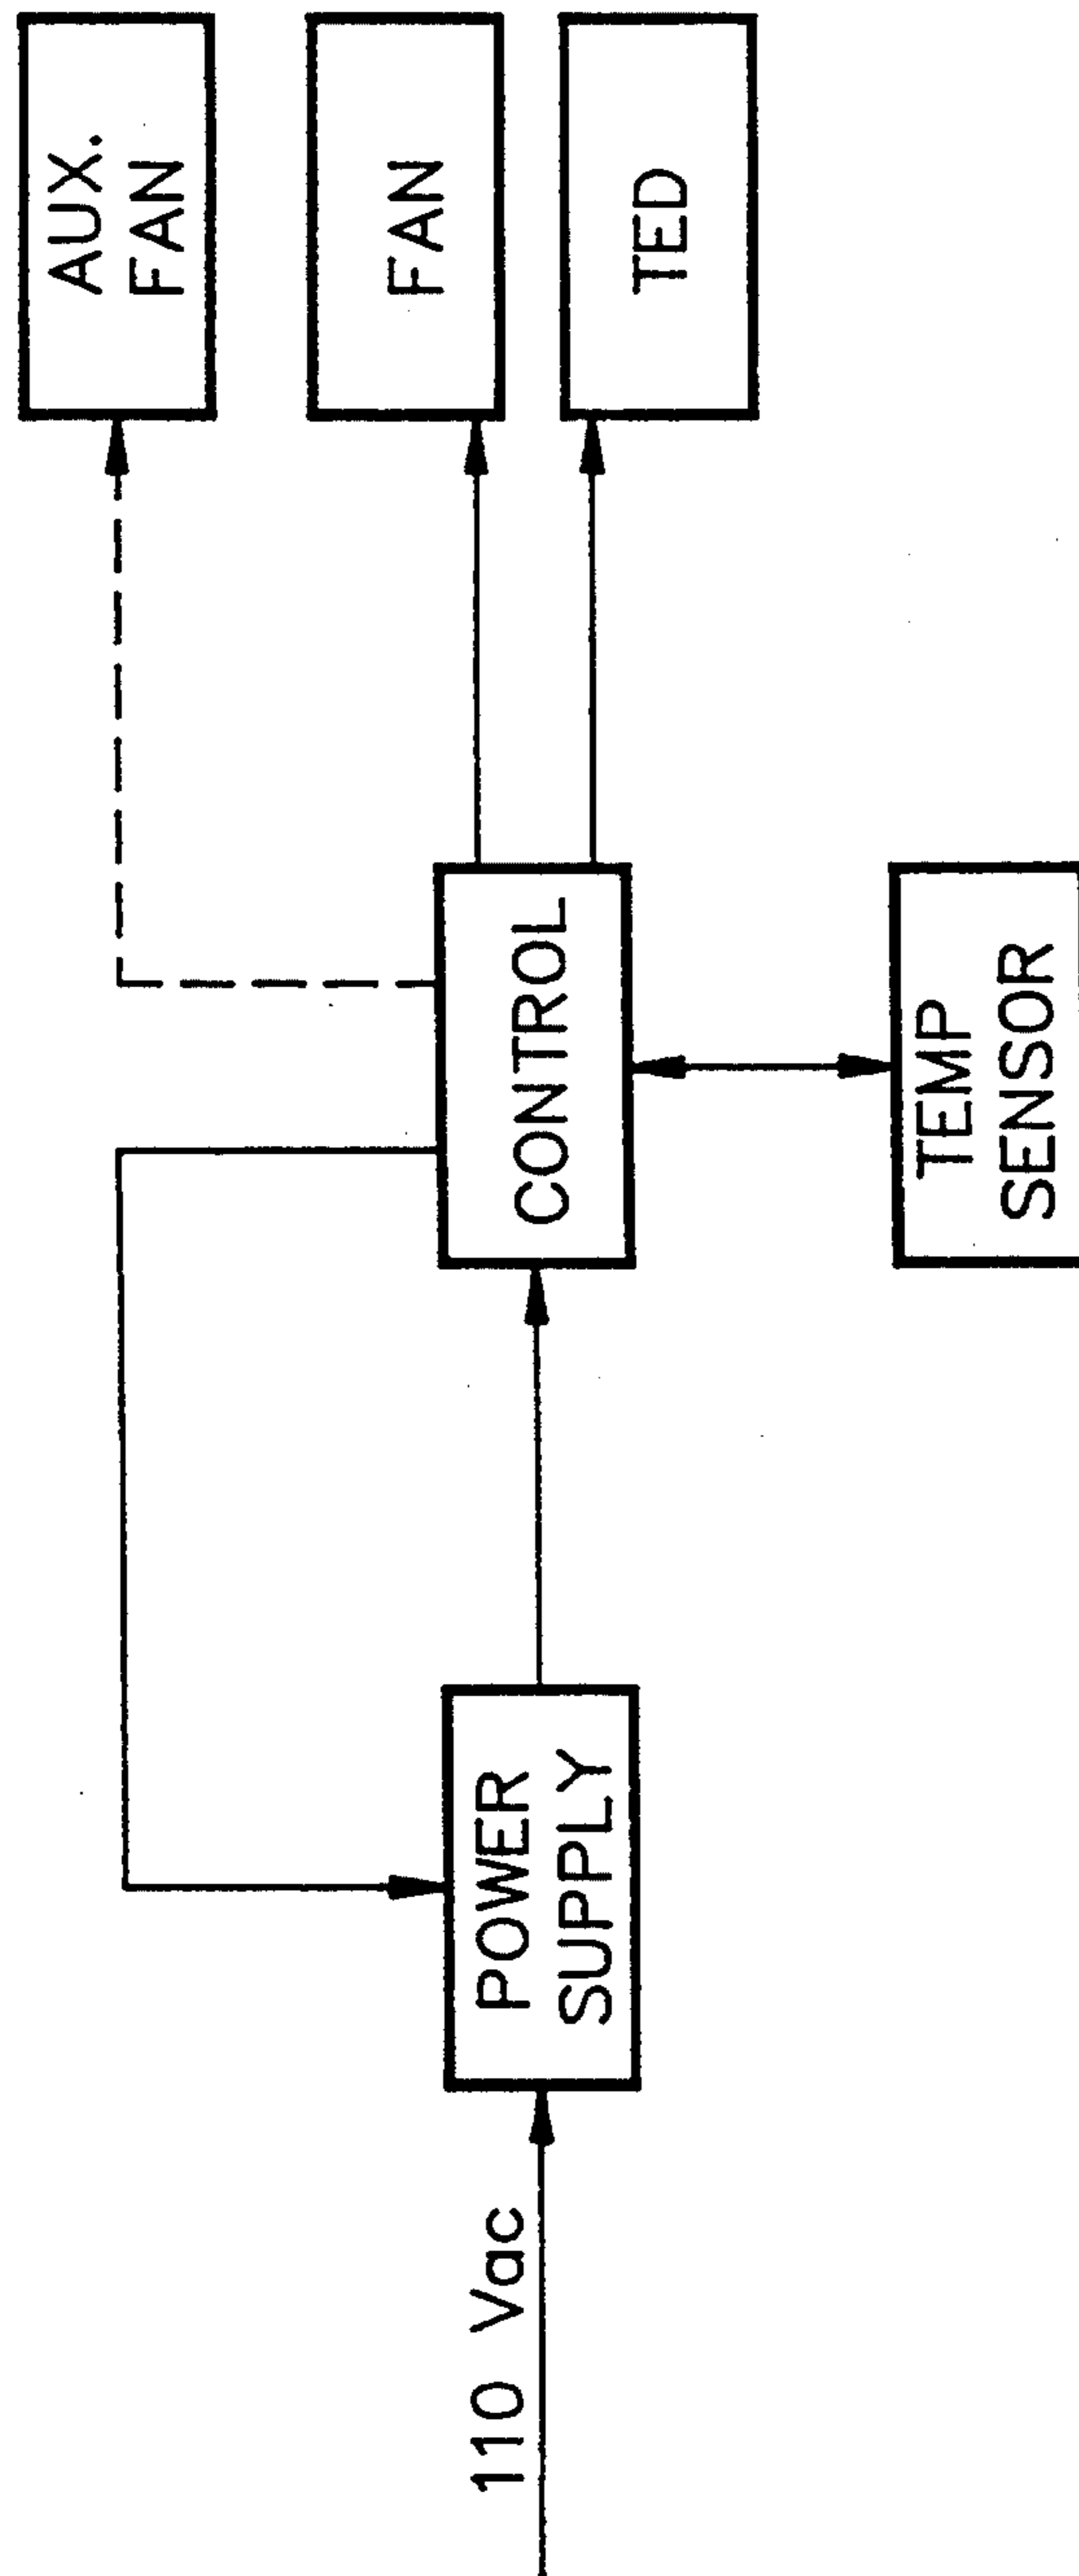 110 Vac
POWER
SUPPLY
CONTROL
TEMP
SENSOR
AUX.
FAN
FAN
TED